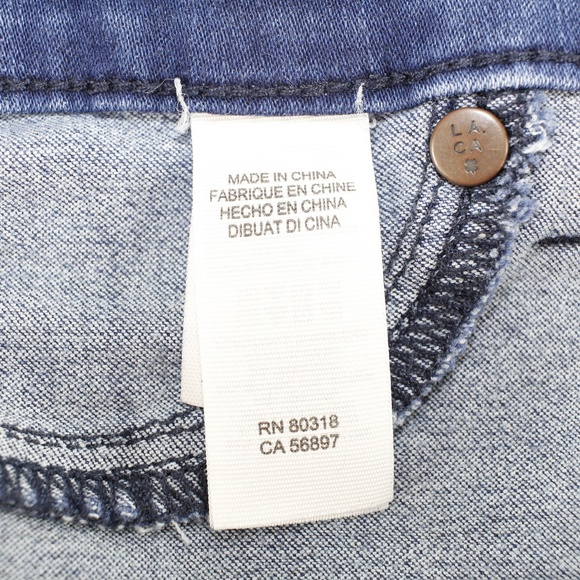 MADE IN CHINA
FABRIQUE EN CHINE
HECHO EN CHINA
DIBUAT DI CINA
RN 80318
CA 56897
L.A.
CA